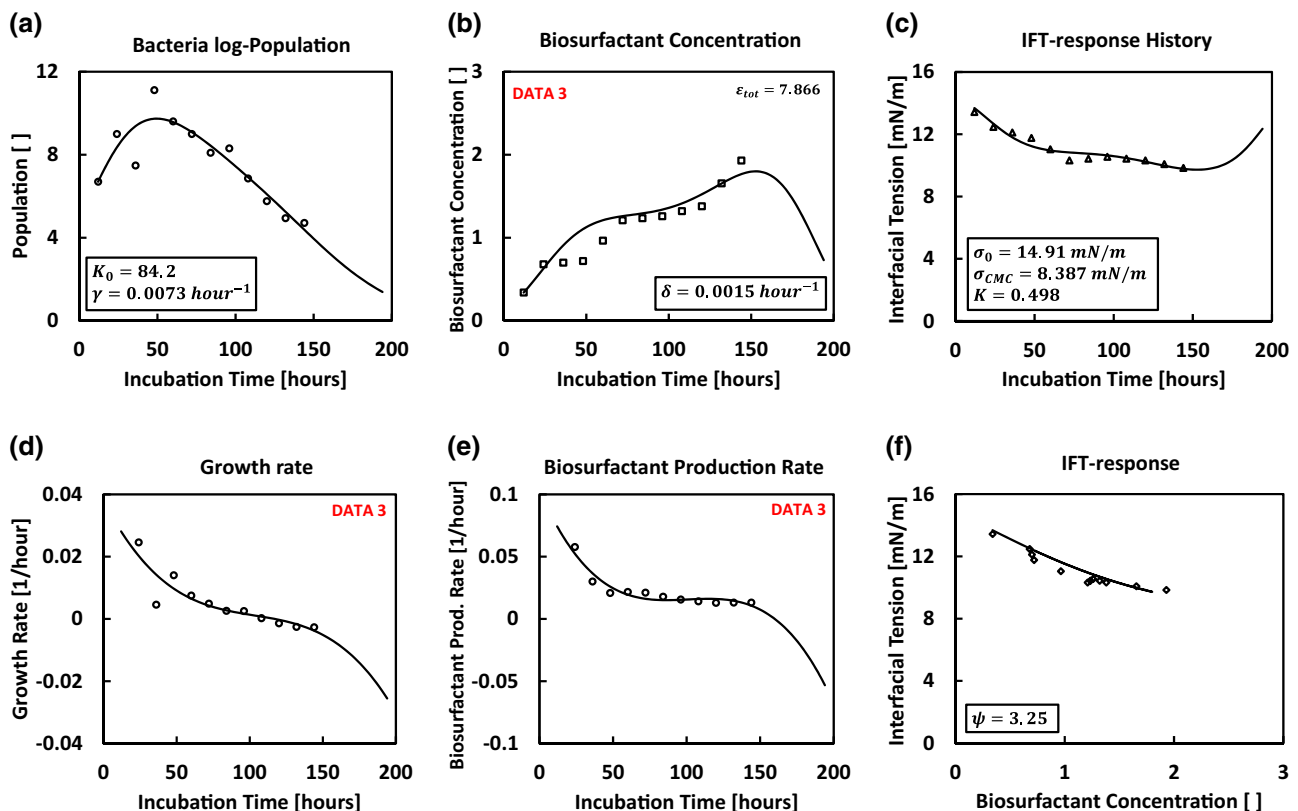 (a)
Bacteria log-Population
12
8
4
0
Population [ ]
K₀ = 84.2
γ = 0.0073 hour⁻¹
0 50 100 150 200
Incubation Time [hours]
(b)
Biosurfactant Concentration
3
2
1
0
Biosurfactant Concentration [ ]
DATA 3
ε_tot = 7.866
δ = 0.0015 hour⁻¹
0 50 100 150 200
Incubation Time [hours]
(c)
IFT-response History
16
12
8
4
0
Interfacial Tension [mN/m]
σ₀ = 14.91 mN/m
σ_CMC = 8.387 mN/m
K = 0.498
0 50 100 150 200
Incubation Time [hours]
(d)
Growth rate
0.04
0.02
0
-0.02
-0.04
Growth Rate [1/hour]
DATA 3
0 50 100 150 200
Incubation Time [hours]
(e)
Biosurfactant Production Rate
0.1
0.05
0
-0.05
-0.1
Biosurfactant Prod. Rate [1/hour]
DATA 3
0 50 100 150 200
Incubation Time [hours]
(f)
IFT-response
16
12
8
4
0
Interfacial Tension [mN/m]
ψ = 3.25
0 1 2 3
Biosurfactant Concentration [ ]